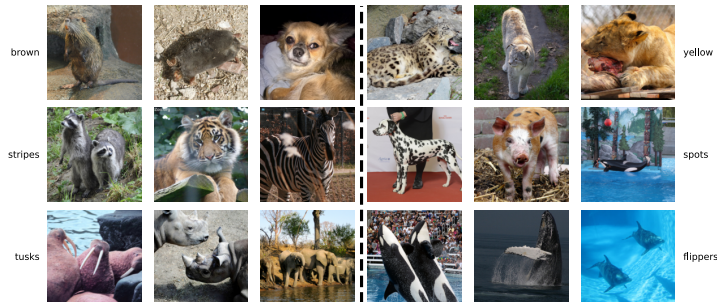 brown
yellow
stripes
spots
tusks
flippers